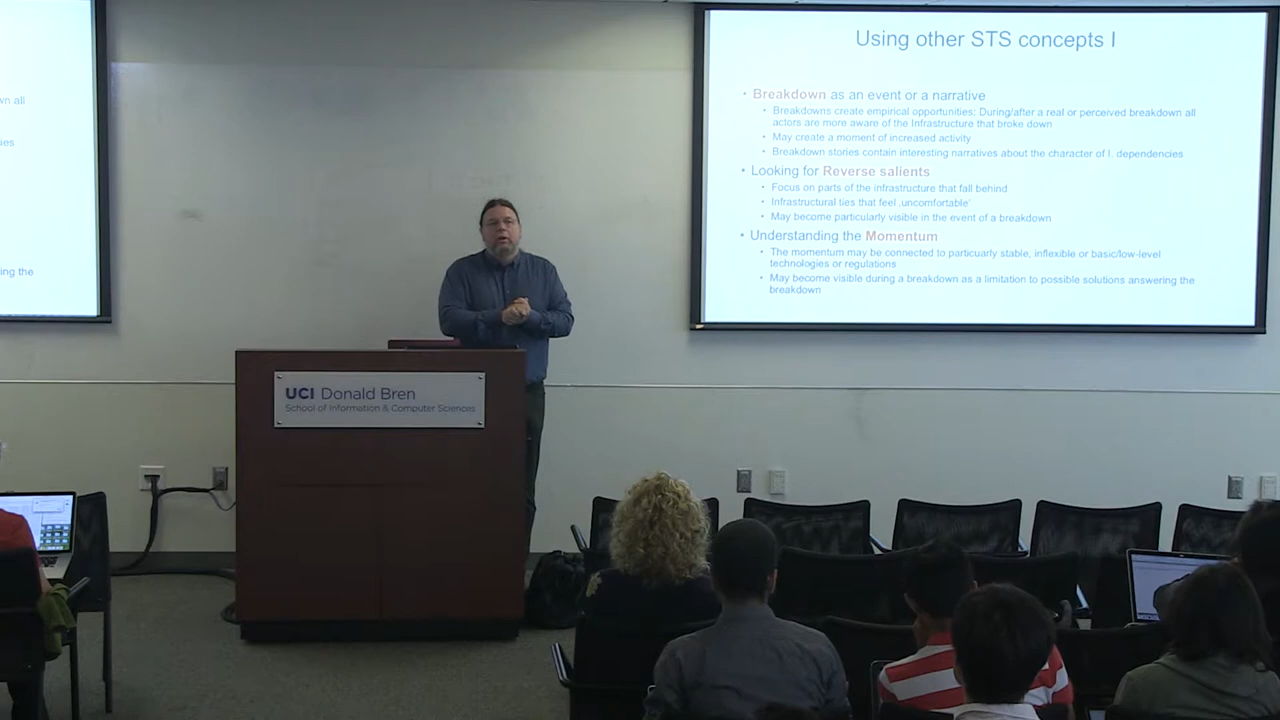 wn all
ies
ing the
Using other STS concepts I
• Breakdown as an event or a narrative
• Breakdowns create empirical opportunities: During/after a real or perceived breakdown all
actors are more aware of the Infrastructure that broke down
• May create a moment of increased activity
• Breakdown stories contain interesting narratives about the character of I. dependencies
• Looking for Reverse salients
• Focus on parts of the infrastructure that fall behind
• Infrastructural ties that feel ‚uncomfortable'
• May become particularly visible in the event of a breakdown
• Understanding the Momentum
• The momentum may be connected to particuarly stable, inflexible or basic/low-level
technologies or regulations
• May become visible during a breakdown as a limitation to possible solutions answering the
breakdown
UCI Donald Bren
School of Information & Computer Sciences